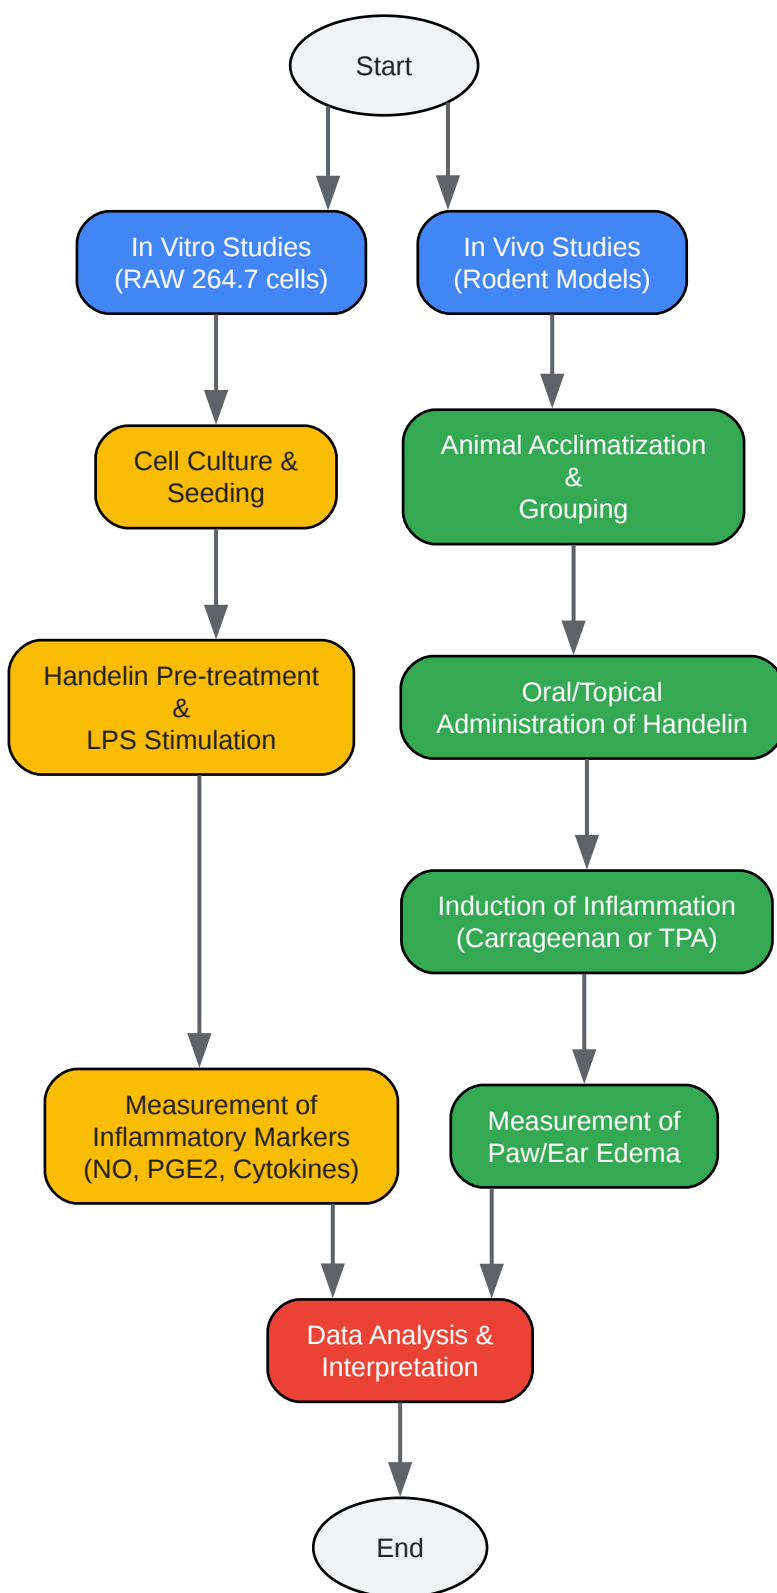 Start
In Vitro Studies
(RAW 264.7 cells)
In Vivo Studies
(Rodent Models)
Cell Culture &
Seeding
Animal Acclimatization
&
Grouping
Handelin Pre-treatment
&
LPS Stimulation
Oral/Topical
Administration of Handelin
Induction of Inflammation
(Carrageenan or TPA)
Measurement of
Inflammatory Markers
(NO, PGE2, Cytokines)
Measurement of
Paw/Ear Edema
Data Analysis &
Interpretation
End